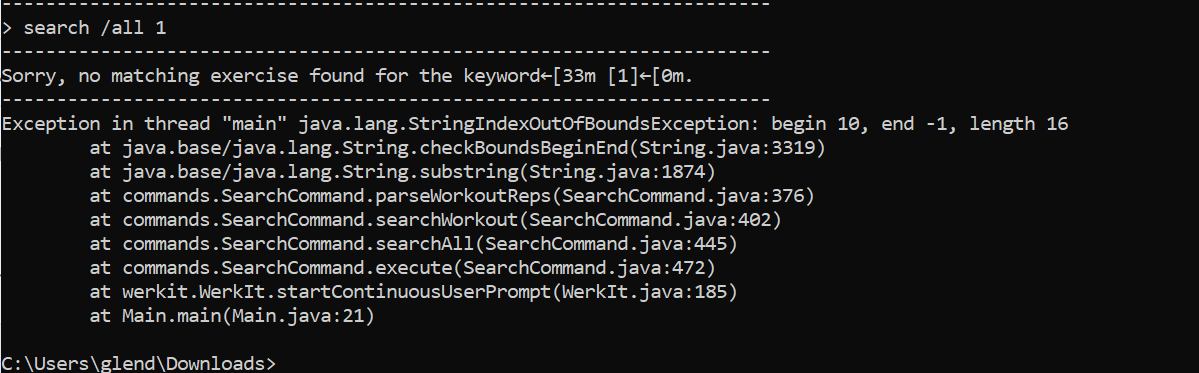 ----------------------------------------------------------------------
> search /all 1
----------------------------------------------------------------------
Sorry, no matching exercise found for the keyword←[33m [1]←[0m.
----------------------------------------------------------------------
Exception in thread "main" java.lang.StringIndexOutOfBoundsException: begin 10, end -1, length 16
        at java.base/java.lang.String.checkBoundsBeginEnd(String.java:3319)
        at java.base/java.lang.String.substring(String.java:1874)
        at commands.SearchCommand.parseWorkoutReps(SearchCommand.java:376)
        at commands.SearchCommand.searchWorkout(SearchCommand.java:402)
        at commands.SearchCommand.searchAll(SearchCommand.java:445)
        at commands.SearchCommand.execute(SearchCommand.java:472)
        at werkit.WerkIt.startContinuousUserPrompt(WerkIt.java:185)
        at Main.main(Main.java:21)
C:\Users\glend\Downloads>